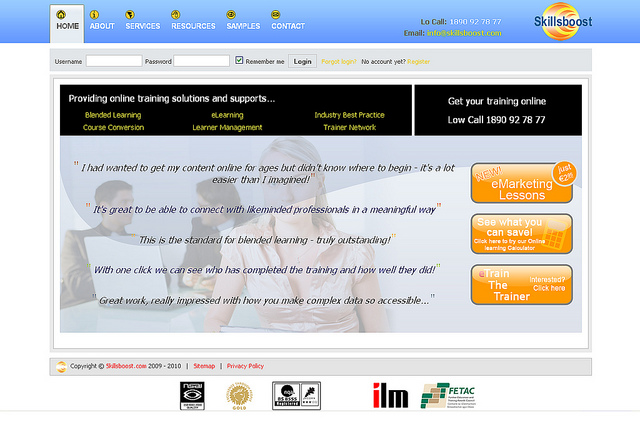 HOME ABOUT SERVICES RESOURCES SAMPLES CONTACT
Lo Call: 1890 92 78 77
Email: info@skillsboost.com
Skillsboost
Username Password Remember me Login Forgot login? No account yet? Register
Providing online training solutions and supports...
Blended Learning eLearning Industry Best Practice
Course Conversion Learner Management Trainer Network
Get your training online
Low Call 1890 92 78 77
" I had wanted to get my content online for ages but didn't know where to begin - it's a lot
easier than I imagined!"
" It's great to be able to connect with likeminded professionals in a meaningful way"
" This is the standard for blended learning - truly outstanding!"
With one click we can see who has completed the training and how well they did!"
" Great work, really impressed with how you make complex data so accessible..."
NEW! just
eMarketing
Lessons
See what you
can save!
Click here to try our Online
learning Calculator
eTrain
The
Trainer
Interested?
Click here
Copyright © Skillsboost.com 2009 - 2010 | Sitemap | Privacy Policy
GOLD
ilm
FETAC